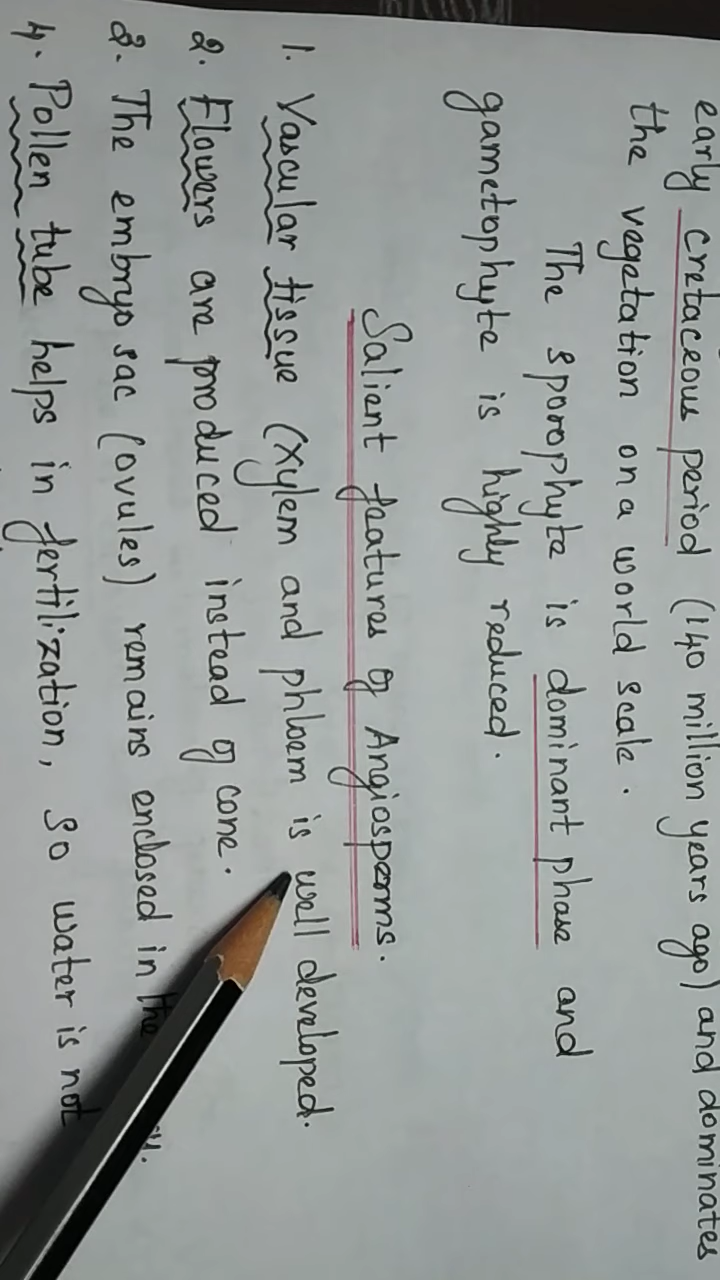 early cretaceous period (140 million years ago) and dominates
the vegetation on a world scale.
The sporophyte is dominant phase and
gametophyte is highly reduced.
Salient features of Angiosperms.
1. Vascular tissue (xylem and phloem is well developed.
2. Flowers are produced instead of cone.
3. The embryo sac (ovules) remains enclosed in the
4. Pollen tube helps in fertilization, so water is not